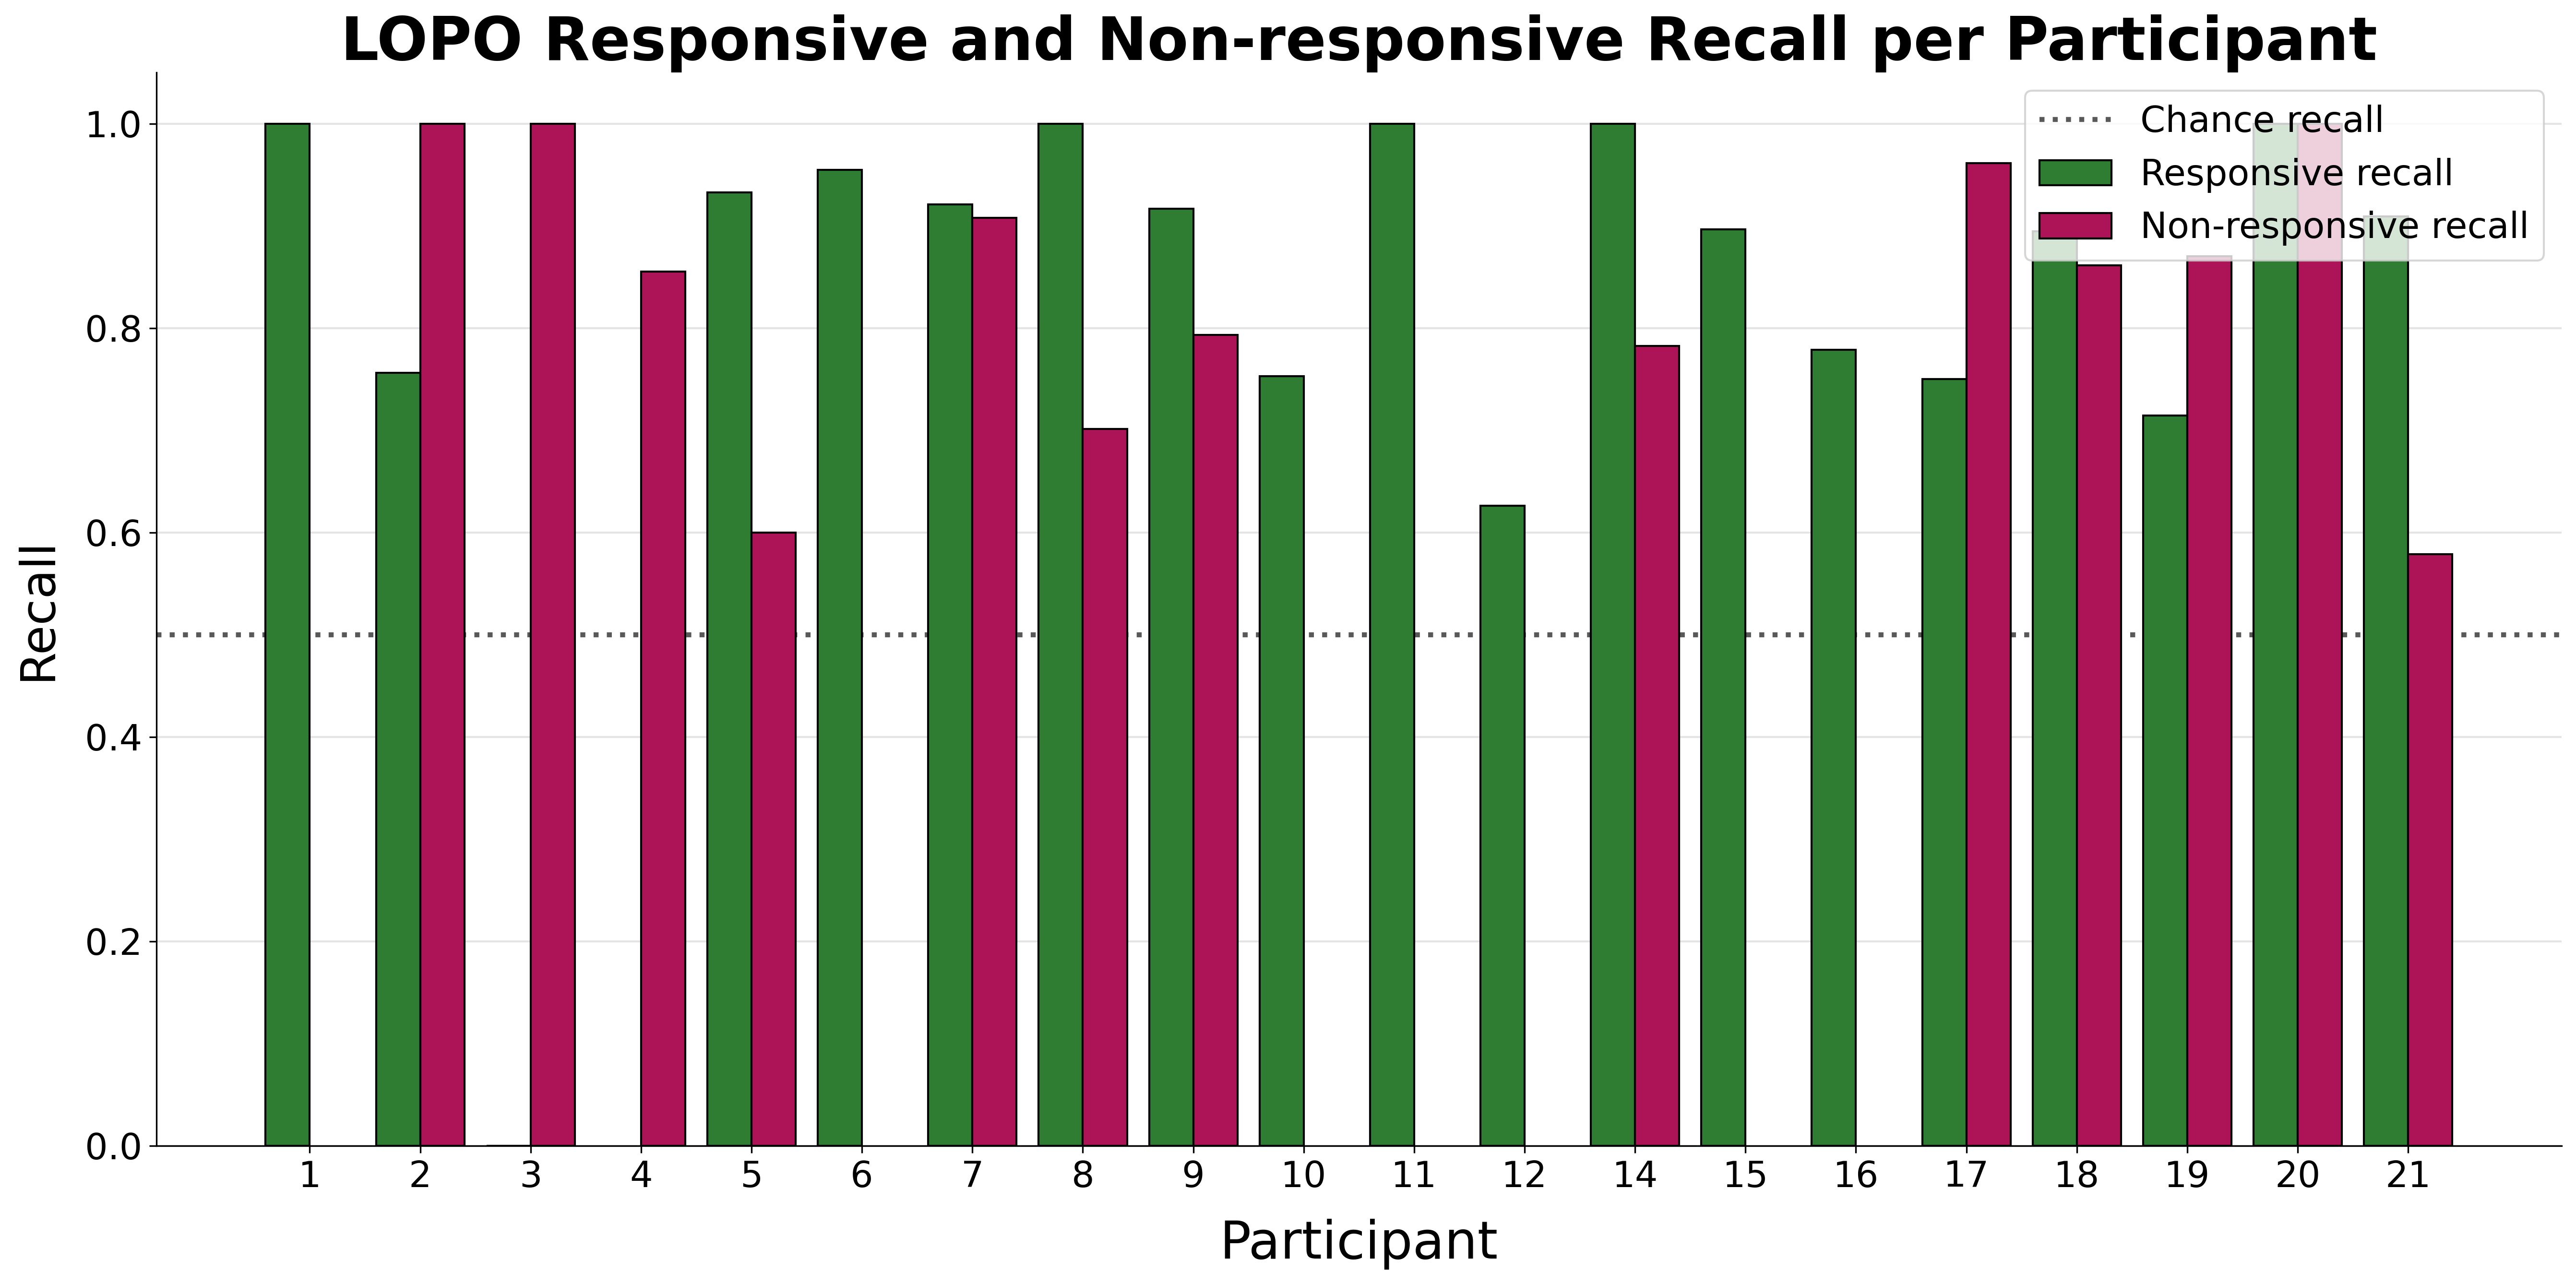 LOPO Responsive and Non-responsive Recall per Participant
Chance recall
Responsive recall
Non-responsive recall
Recall
1.0
0.8
0.6
0.4
0.2
0.0
1 2 3 4 5 6 7 8 9 10 11 12 14 15 16 17 18 19 20 21
Participant